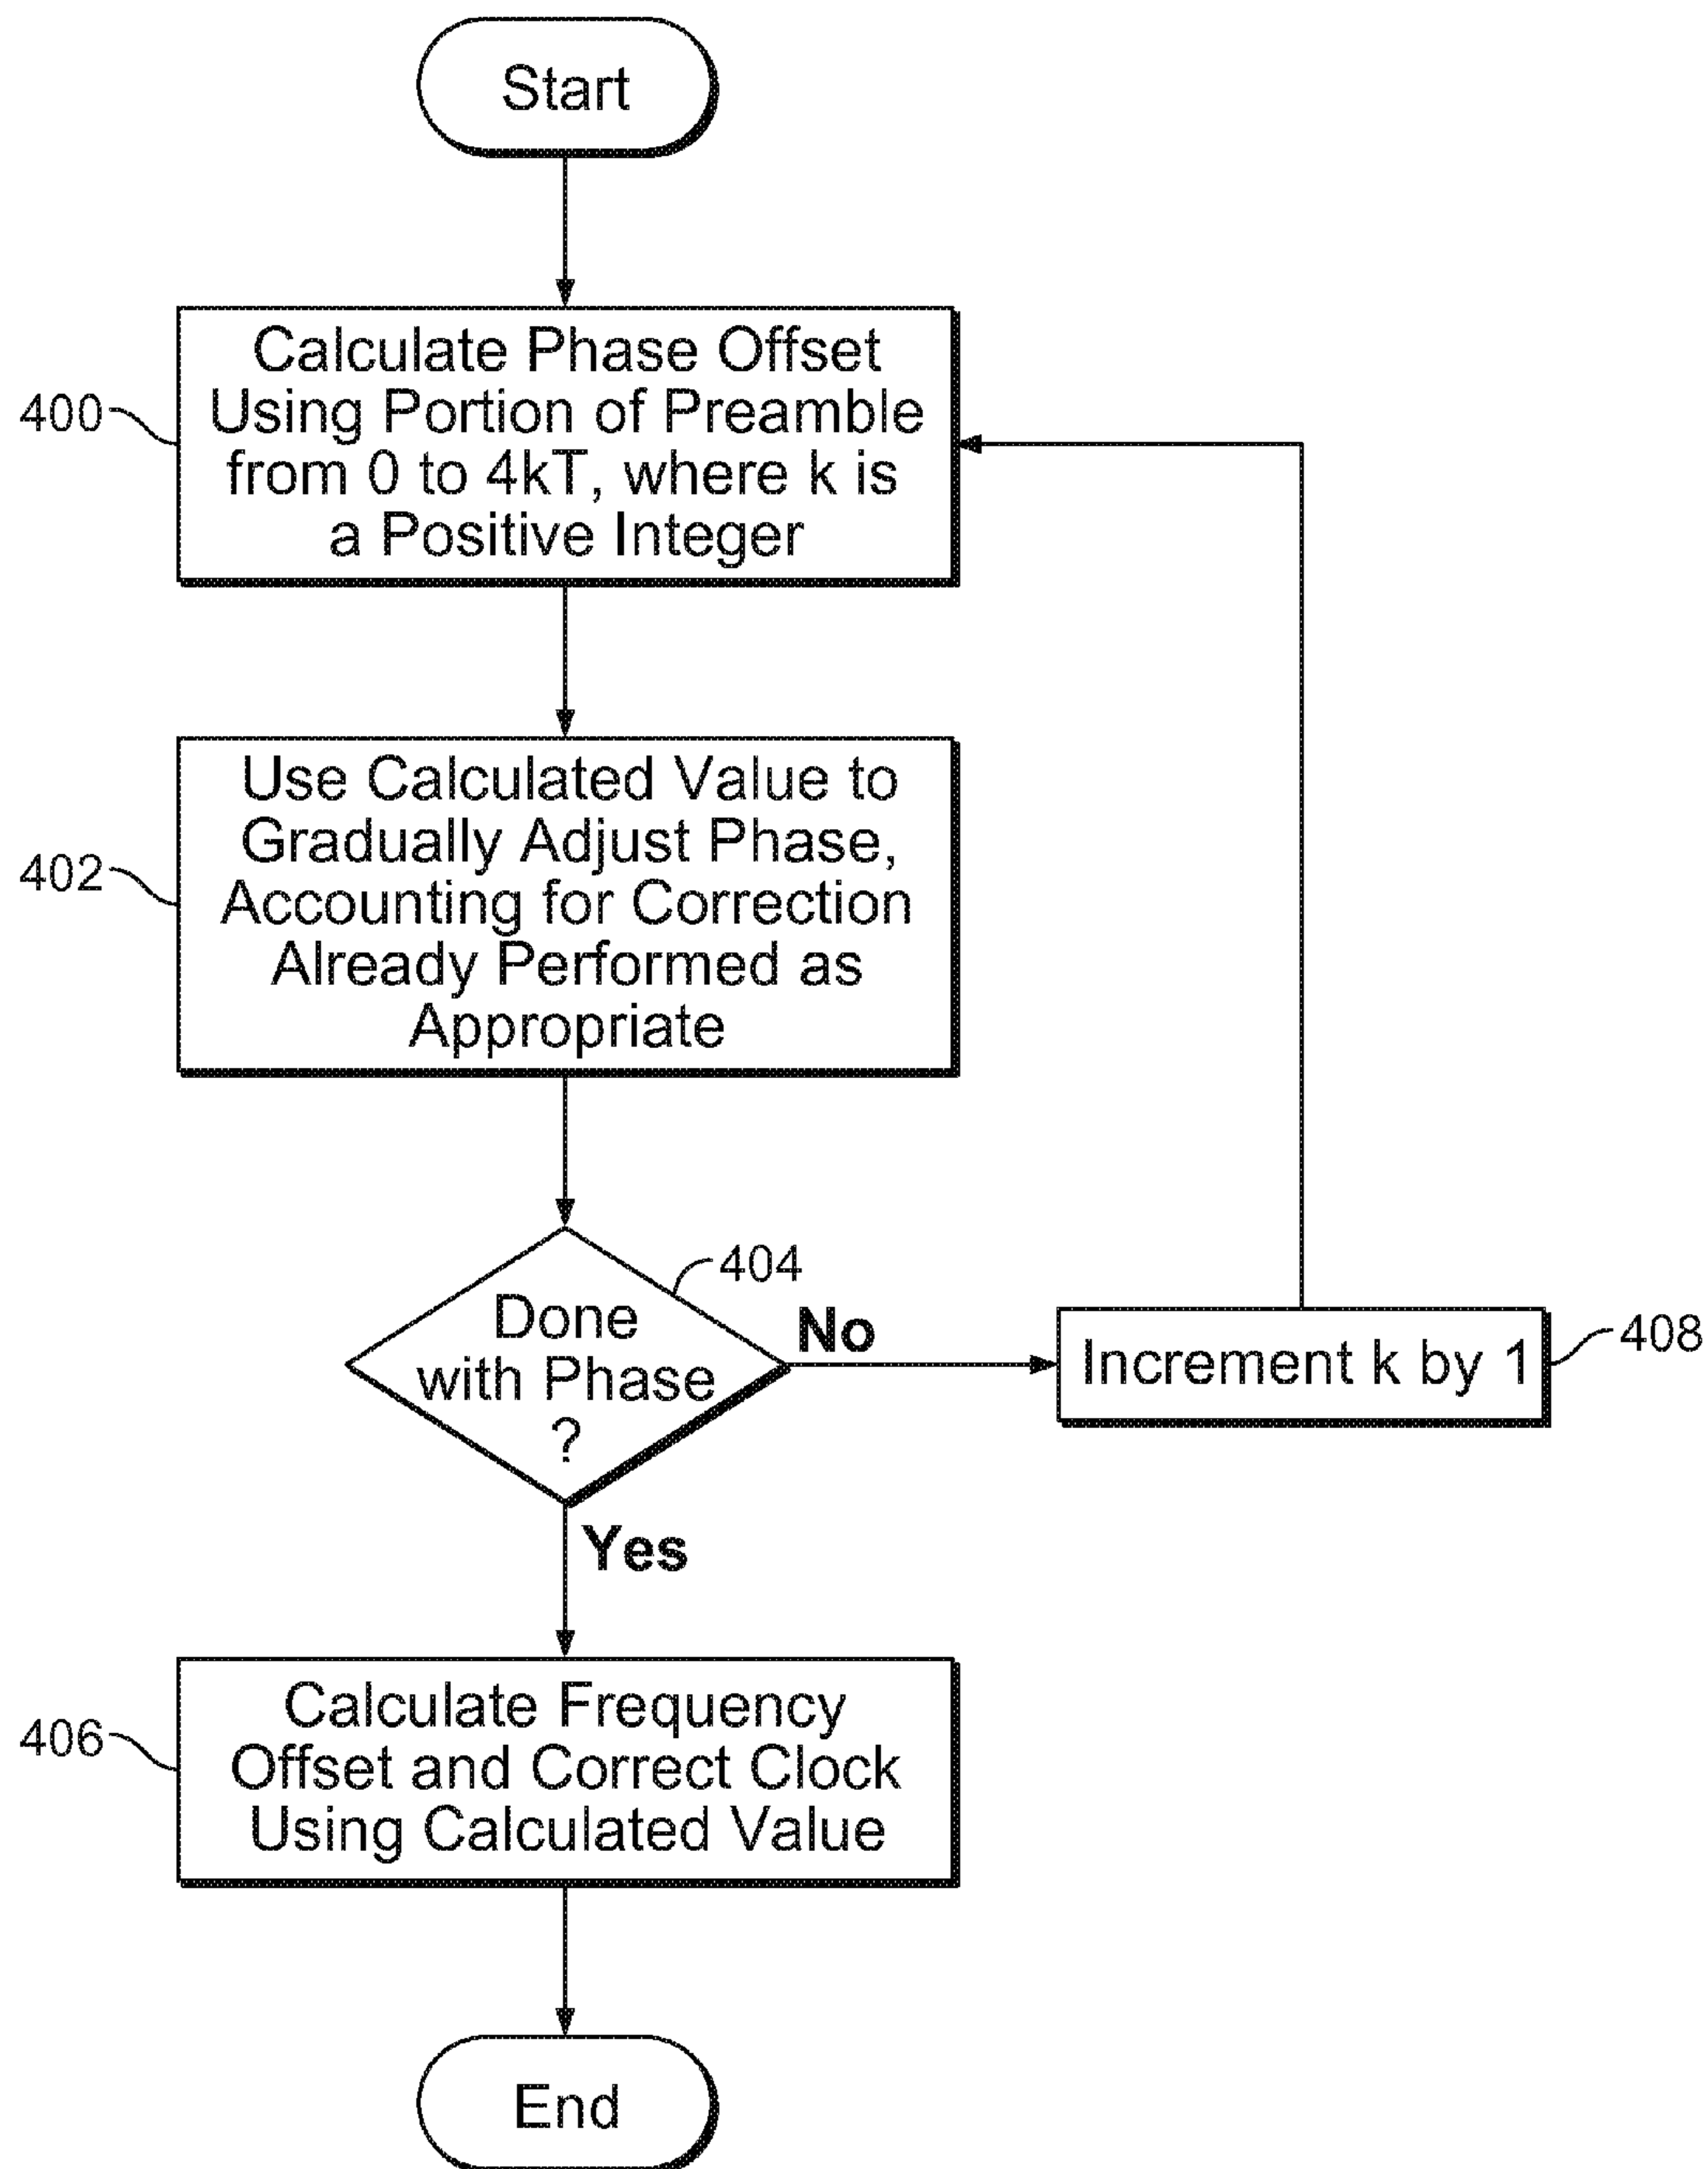 Start
400
Calculate Phase Offset
Using Portion of Preamble
from 0 to 4kT, where k is
a Positive Integer
402
Use Calculated Value to
Gradually Adjust Phase,
Accounting for Correction
Already Performed as
Appropriate
404
Done
with Phase
?
No
Increment k by 1
408
Yes
406
Calculate Frequency
Offset and Correct Clock
Using Calculated Value
End